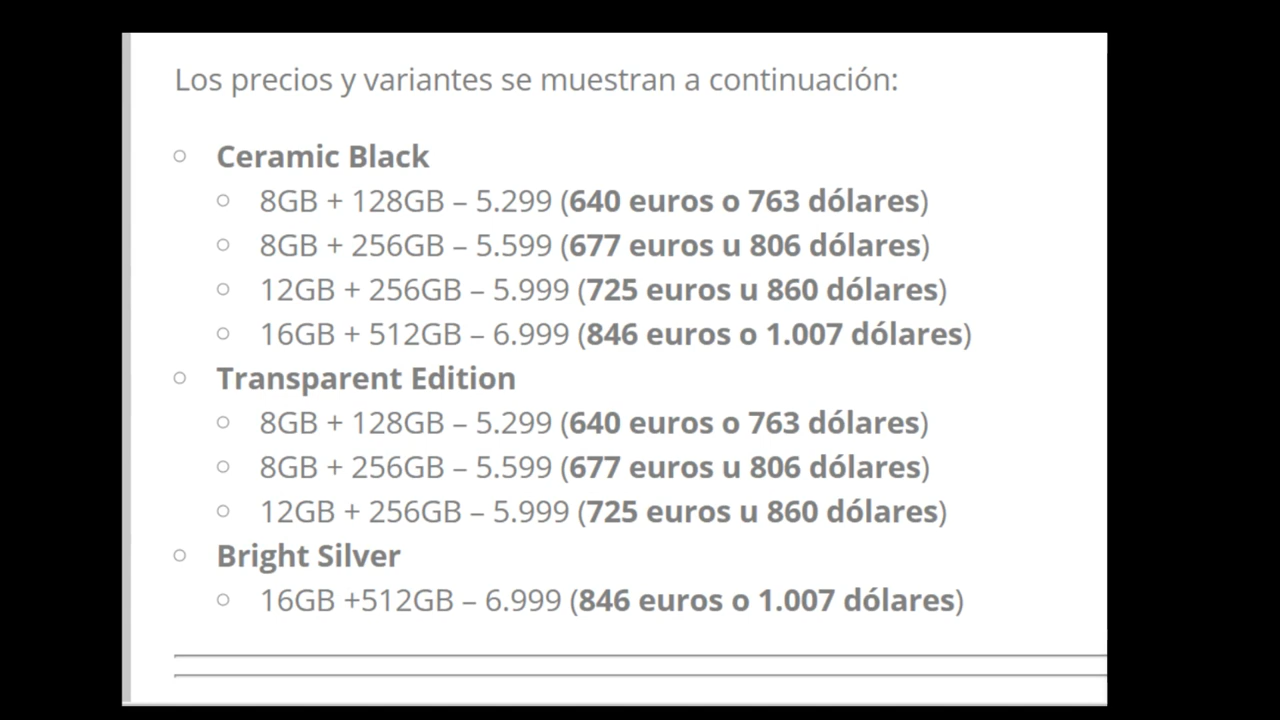 Los precios y variantes se muestran a continuación:
Ceramic Black
8GB + 128GB – 5.299 (640 euros o 763 dólares)
8GB + 256GB – 5.599 (677 euros u 806 dólares)
12GB + 256GB – 5.999 (725 euros u 860 dólares)
16GB + 512GB – 6.999 (846 euros o 1.007 dólares)
Transparent Edition
8GB + 128GB – 5.299 (640 euros o 763 dólares)
8GB + 256GB – 5.599 (677 euros u 806 dólares)
12GB + 256GB – 5.999 (725 euros u 860 dólares)
Bright Silver
16GB +512GB – 6.999 (846 euros o 1.007 dólares)